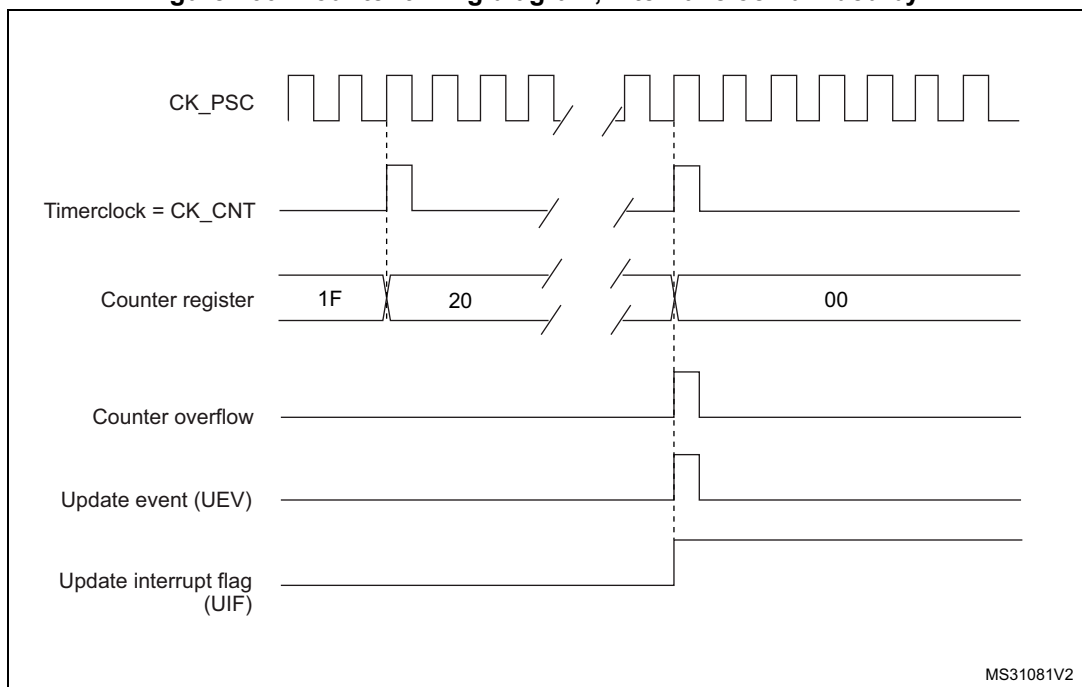 CK_PSC
Timerclock = CK_CNT
Counter register
1F
20
00
Counter overflow
Update event (UEV)
Update interrupt flag
(UIF)
MS31081V2